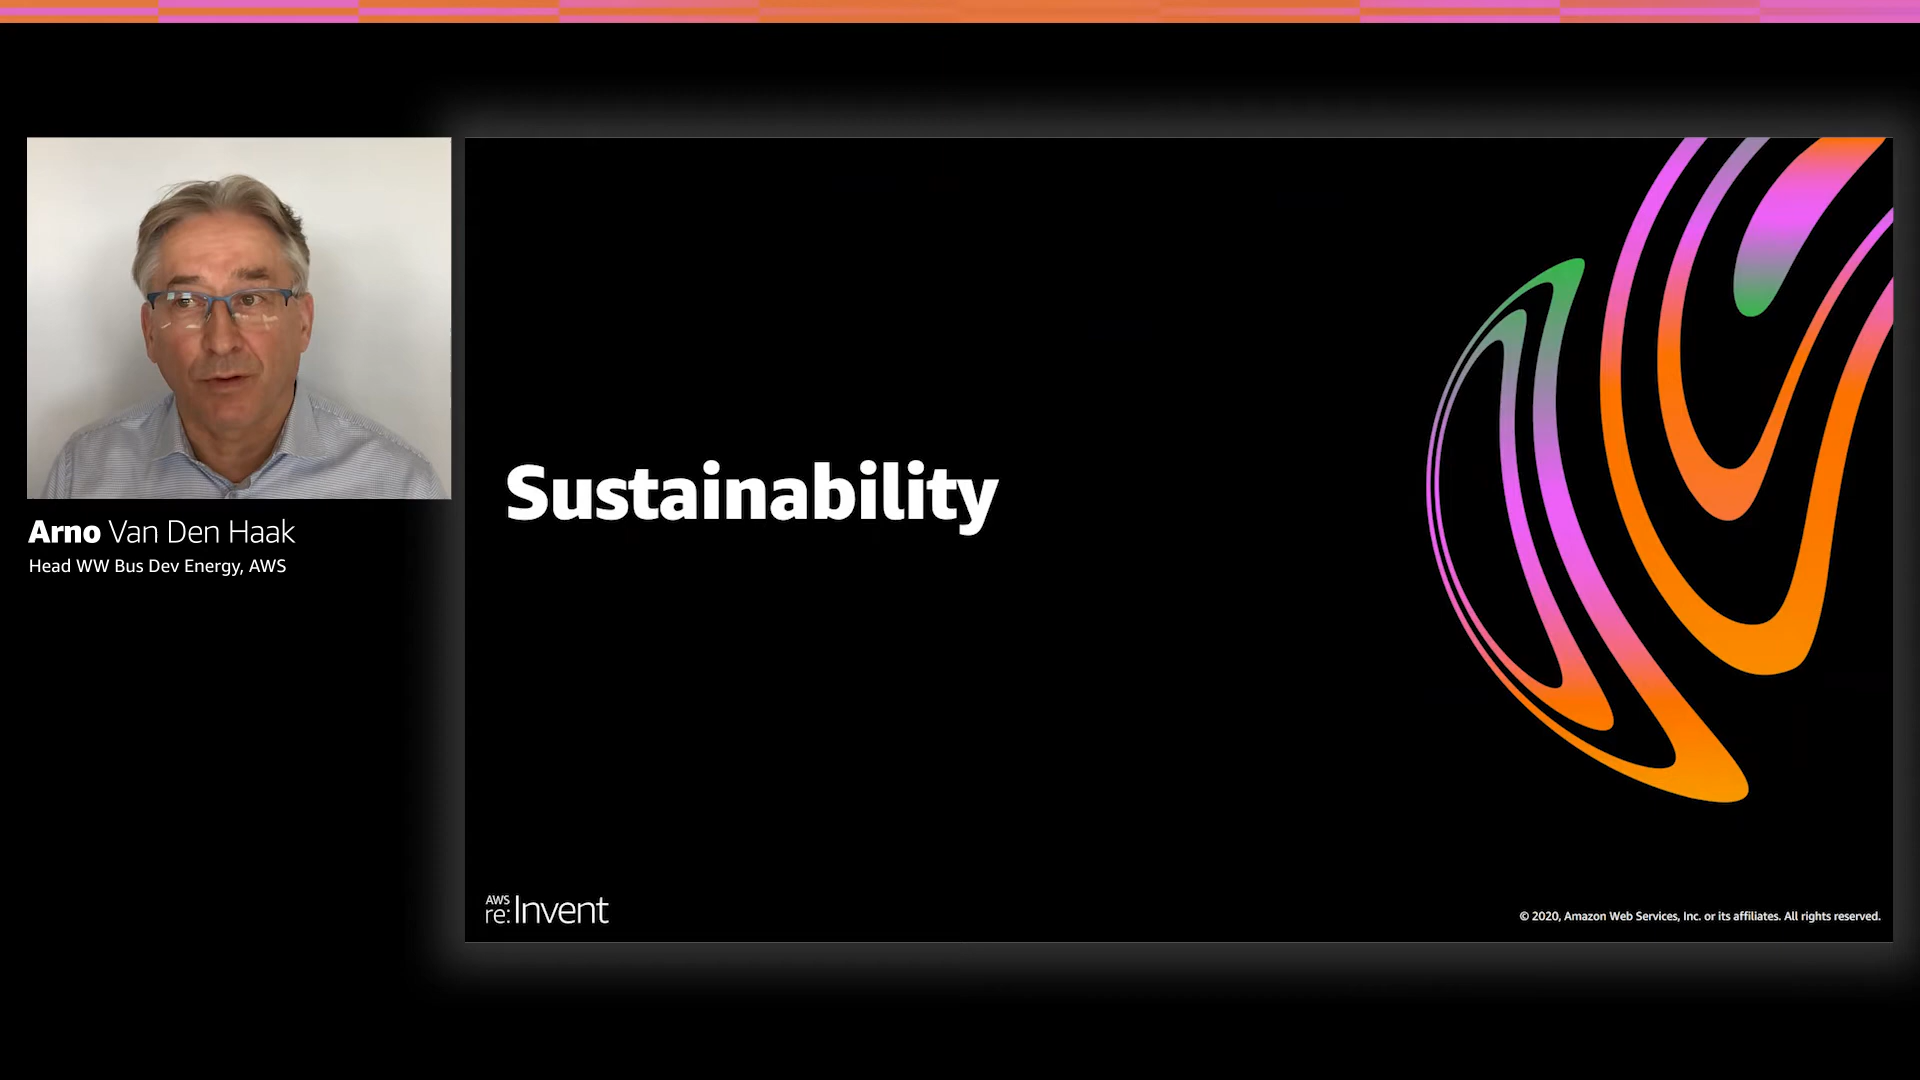 Arno Van Den Haak
Head WW Bus Dev Energy, AWS
Sustainability
AWS
re:Invent
© 2020, Amazon Web Services, Inc. or its affiliates. All rights reserved.